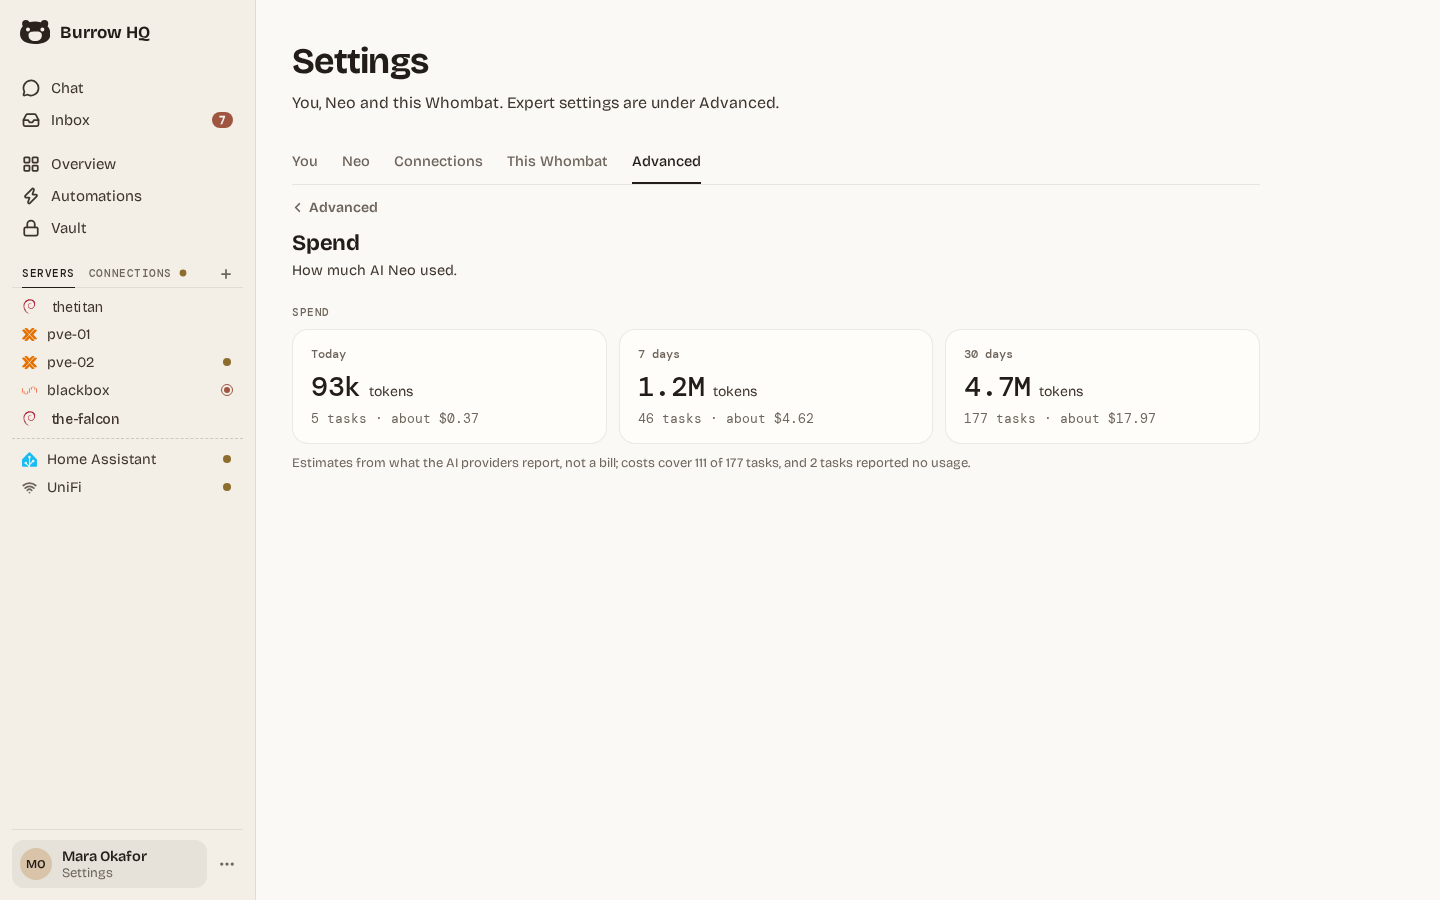 Burrow HQ
Chat
Inbox
7
Overview
Automations
Vault
SERVERS
CONNECTIONS
thetitan
pve-01
pve-02
blackbox
the-falcon
Home Assistant
UniFi
MO
Mara Okafor
Settings
Settings
You, Neo and this Whombat. Expert settings are under Advanced.
You
Neo
Connections
This Whombat
Advanced
Advanced
Spend
How much AI Neo used.
SPEND
Today
93k tokens
5 tasks · about $0.37
7 days
1.2M tokens
46 tasks · about $4.62
30 days
4.7M tokens
177 tasks · about $17.97
Estimates from what the AI providers report, not a bill; costs cover 111 of 177 tasks, and 2 tasks reported no usage.